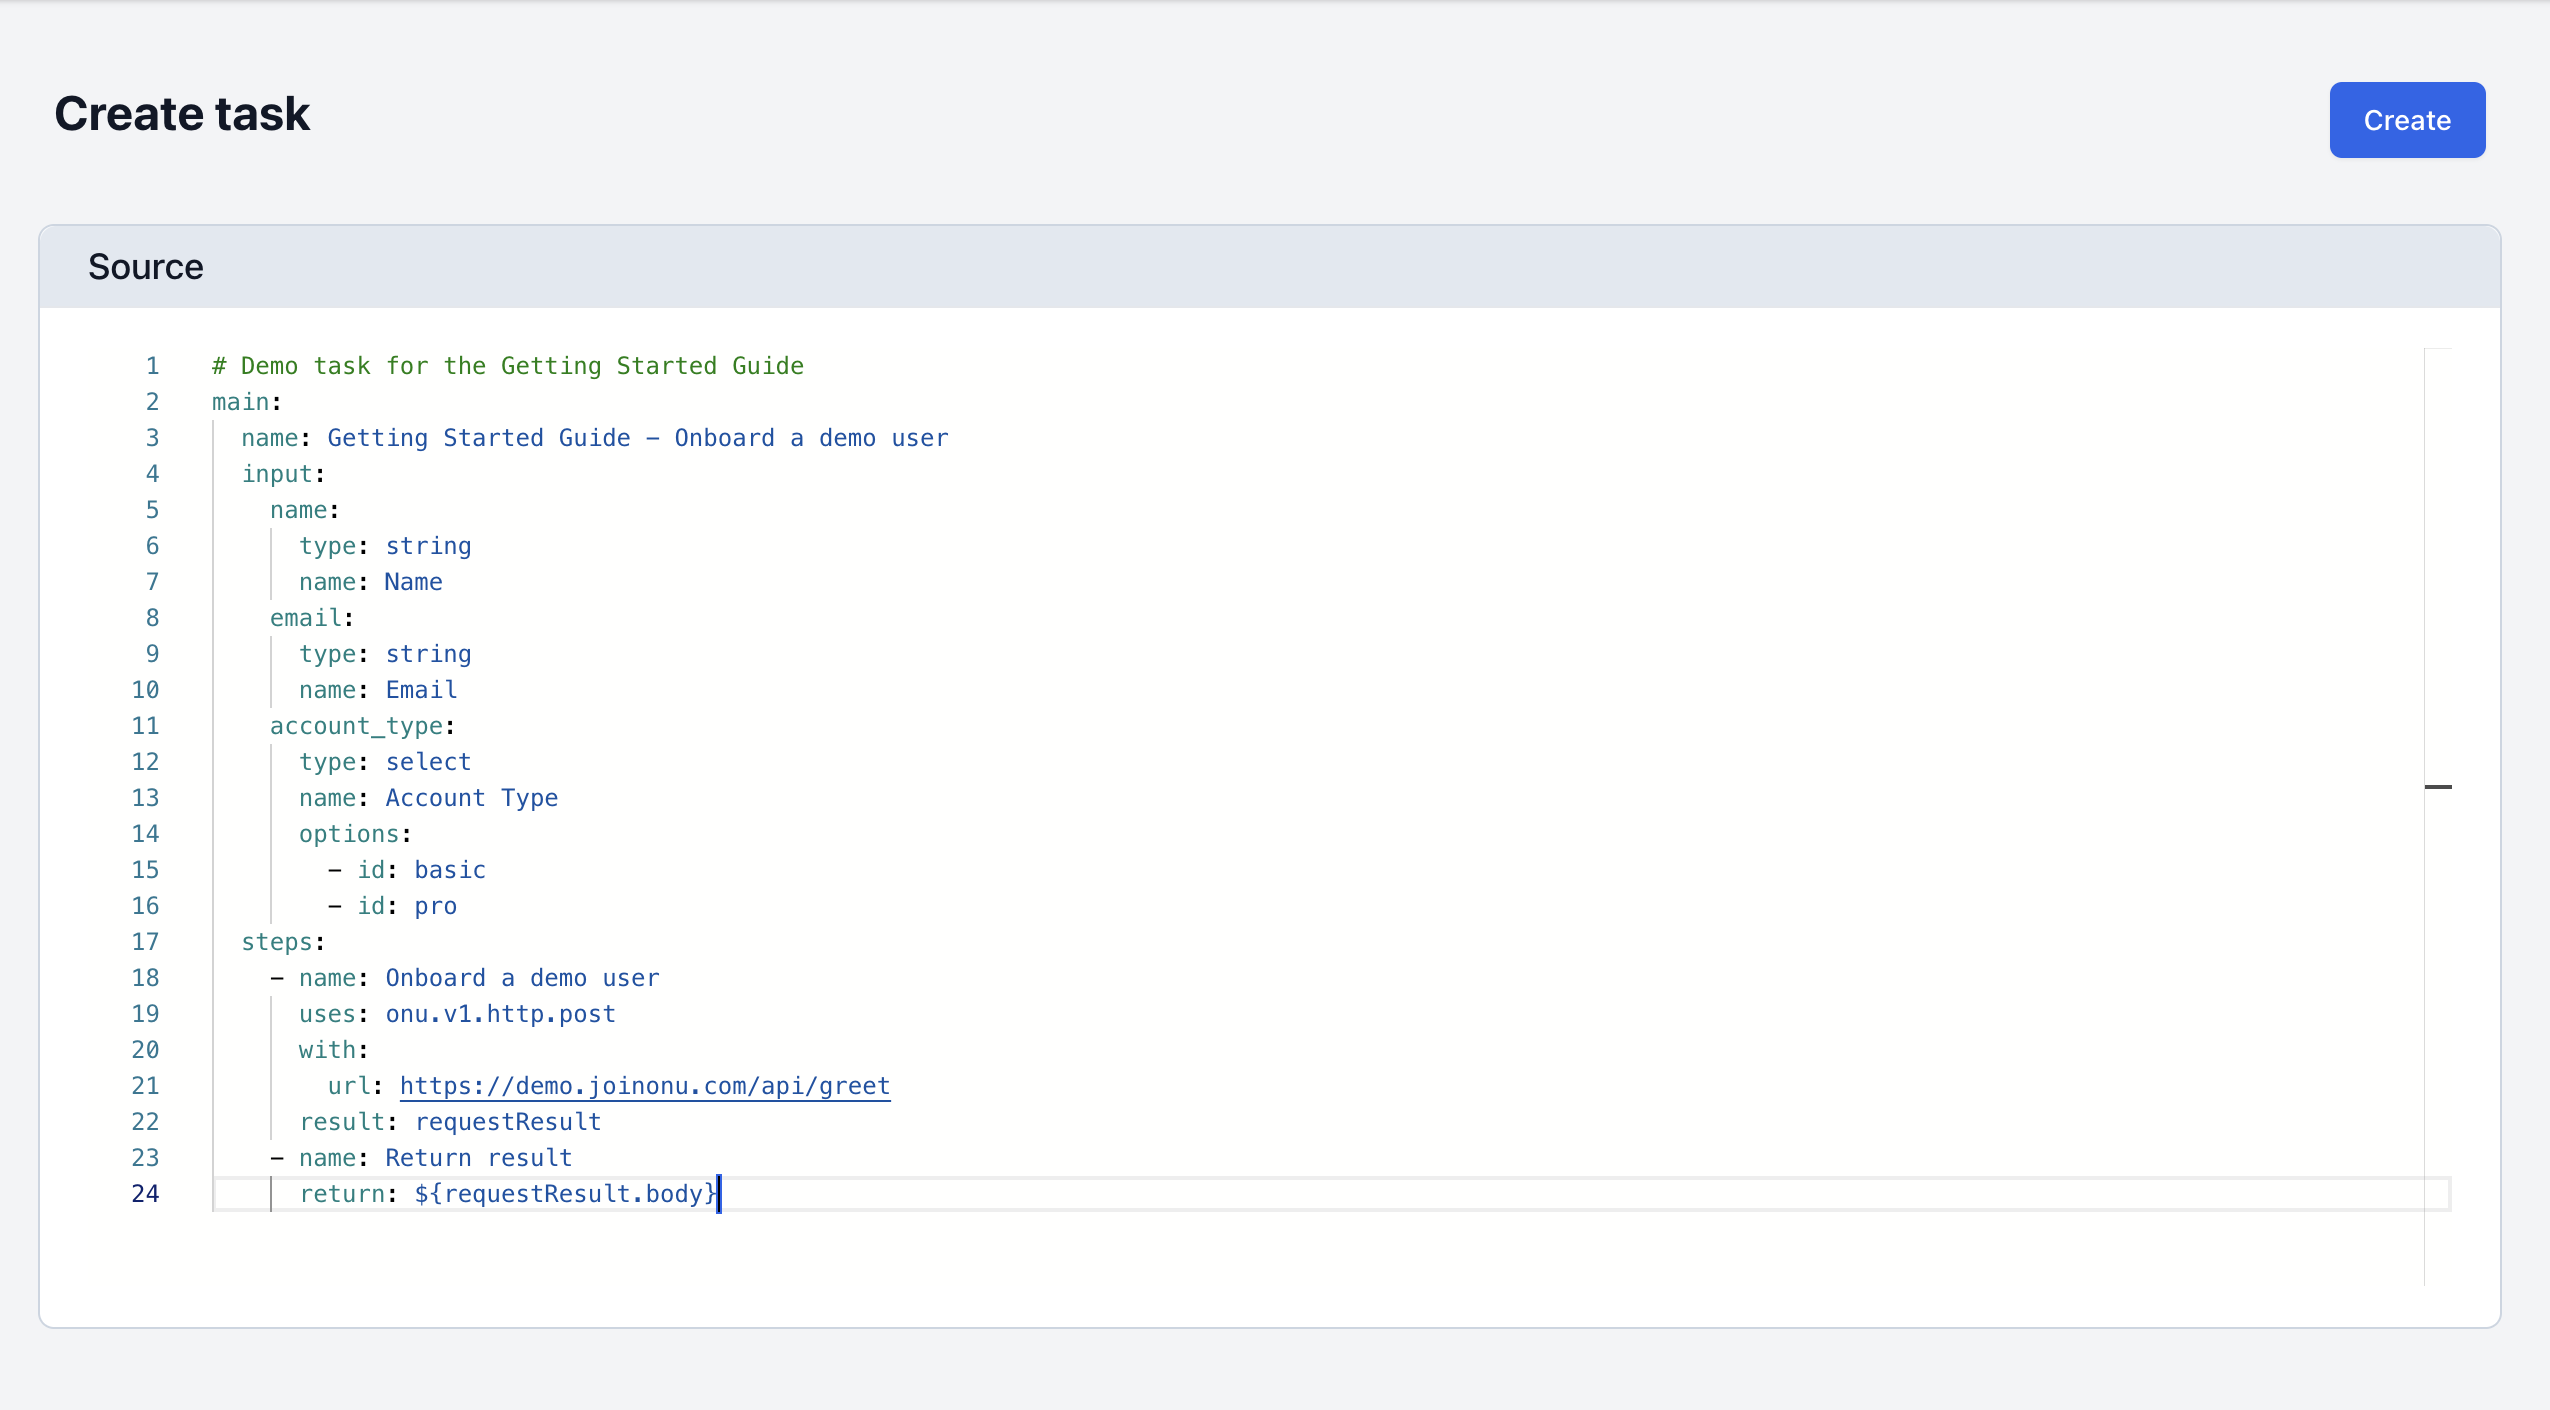 Create task
Create
Source
1 # Demo task for the Getting Started Guide
2 main:
3   name: Getting Started Guide - Onboard a demo user
4   input:
5     name:
6       type: string
7       name: Name
8     email:
9       type: string
10       name: Email
11     account_type:
12       type: select
13       name: Account Type
14       options:
15         - id: basic
16         - id: pro
17   steps:
18     - name: Onboard a demo user
19       uses: onu.v1.http.post
20       with:
21         url: https://demo.joinonu.com/api/greet
22       result: requestResult
23     - name: Return result
24       return: ${requestResult.body}